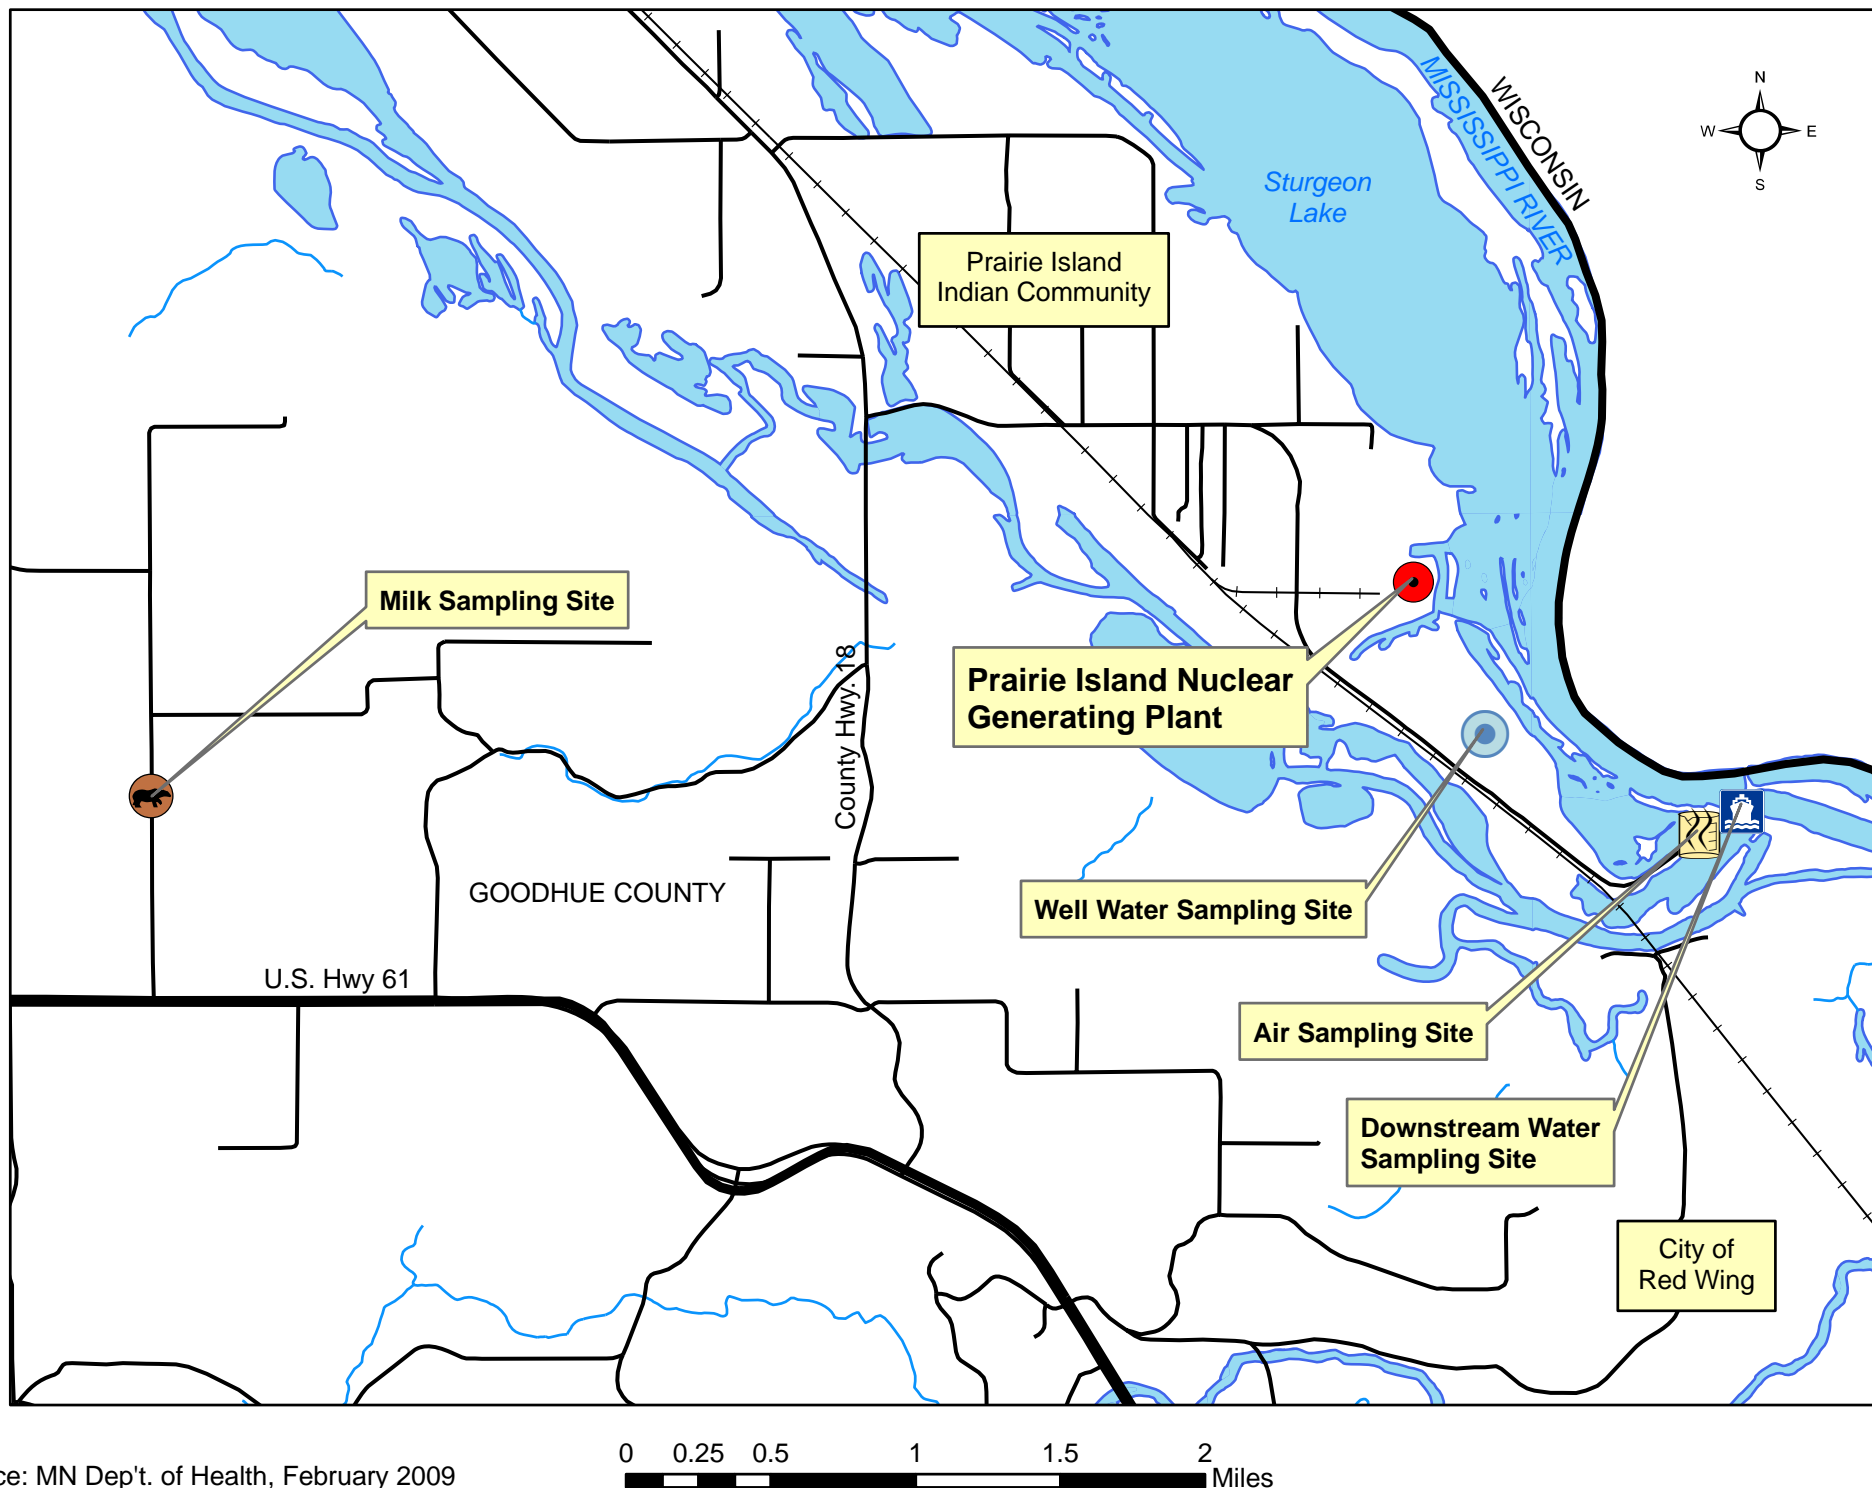 MISSISSIPPI RIVER
WISCONSIN
N
W
E
S
Sturgeon
Lake
Prairie Island
Indian Community
Milk Sampling Site
Prairie Island Nuclear
Generating Plant
County Hwy. 18
GOODHUE COUNTY
Well Water Sampling Site
U.S. Hwy 61
Air Sampling Site
Downstream Water
Sampling Site
City of
Red Wing
0 0.25 0.5 1 1.5 2
Miles
ce: MN Dep't. of Health, February 2009